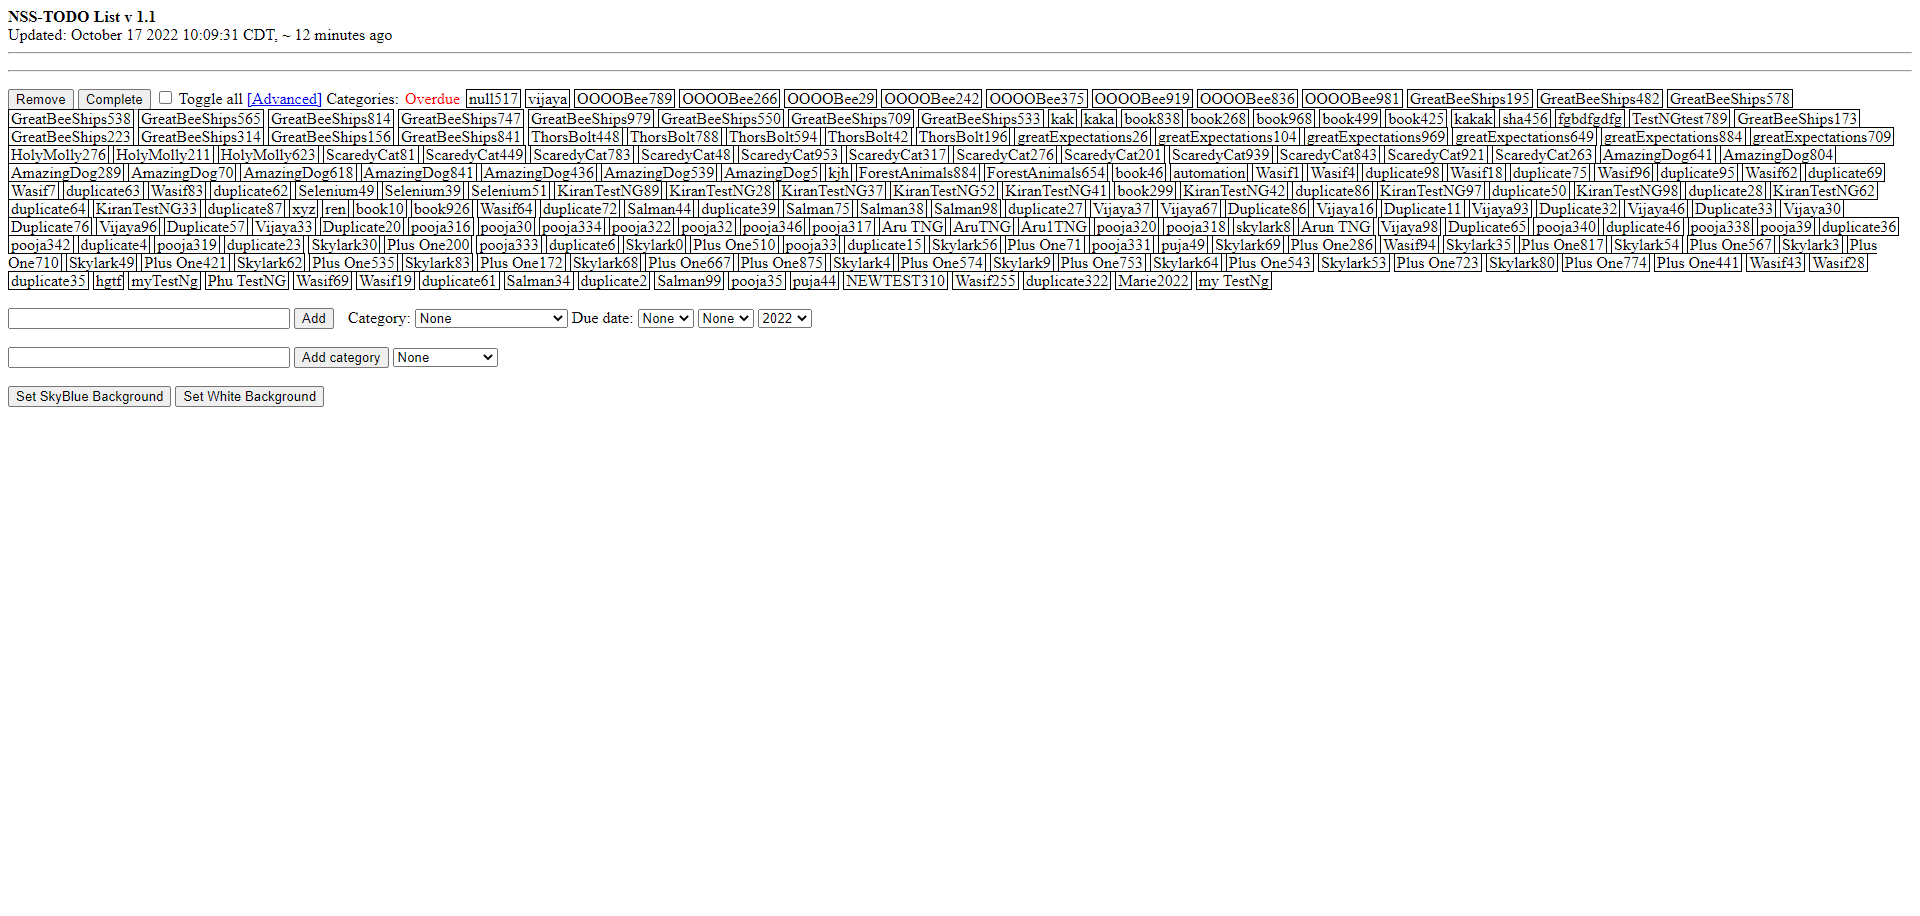 NSS-TODO List v 1.1
Updated: October 17 2022 10:09:31 CDT, ~ 12 minutes ago
Remove Complete Toggle all [Advanced] Categories: Overdue null517 vijaya OOOOBee789 OOOOBee266 OOOOBee29 OOOOBee242 OOOOBee375 OOOOBee919 OOOOBee836 OOOOBee981 GreatBeeShips195 GreatBeeShips482 GreatBeeShips578
GreatBeeShips538 GreatBeeShips565 GreatBeeShips814 GreatBeeShips747 GreatBeeShips979 GreatBeeShips550 GreatBeeShips709 GreatBeeShips533 kak kaka book838 book268 book968 book499 book425 kakak sha456 fgbdfgdfg TestNGtest789 GreatBeeShips173
GreatBeeShips223 GreatBeeShips314 GreatBeeShips156 GreatBeeShips841 ThorsBolt448 ThorsBolt788 ThorsBolt594 ThorsBolt42 ThorsBolt196 greatExpectations26 greatExpectations104 greatExpectations969 greatExpectations649 greatExpectations884 greatExpectations709
HolyMolly276 HolyMolly211 HolyMolly623 ScaredyCat81 ScaredyCat449 ScaredyCat783 ScaredyCat48 ScaredyCat953 ScaredyCat317 ScaredyCat276 ScaredyCat201 ScaredyCat939 ScaredyCat843 ScaredyCat921 ScaredyCat263 AmazingDog641 AmazingDog804
AmazingDog289 AmazingDog70 AmazingDog618 AmazingDog841 AmazingDog436 AmazingDog539 AmazingDog5 kjh ForestAnimals884 ForestAnimals654 book46 automation Wasif1 Wasif4 duplicate98 Wasif18 duplicate75 Wasif96 duplicate95 Wasif62 duplicate69
Wasif7 duplicate63 Wasif83 duplicate62 Selenium49 Selenium39 Selenium51 KiranTestNG89 KiranTestNG28 KiranTestNG37 KiranTestNG52 KiranTestNG41 book299 KiranTestNG42 duplicate86 KiranTestNG97 duplicate50 KiranTestNG98 duplicate28 KiranTestNG62
duplicate64 KiranTestNG33 duplicate87 xyz ren book10 book926 Wasif64 duplicate72 Salman44 duplicate39 Salman75 Salman38 Salman98 duplicate27 Vijaya37 Vijaya67 Duplicate86 Vijaya16 Duplicate11 Vijaya93 Duplicate32 Vijaya46 Duplicate33 Vijaya30
Duplicate76 Vijaya96 Duplicate57 Vijaya33 Duplicate20 pooja316 pooja30 pooja334 pooja322 pooja32 pooja346 pooja317 Aru TNG AruTNG Aru1TNG pooja320 pooja318 skylark8 Arun TNG Vijaya98 Duplicate65 pooja340 duplicate46 pooja338 pooja39 duplicate36
pooja342 duplicate4 pooja319 duplicate23 Skylark30 Plus One200 pooja333 duplicate6 Skylark0 Plus One510 pooja33 duplicate15 Skylark56 Plus One71 pooja331 puja49 Skylark69 Plus One286 Wasif94 Skylark35 Plus One817 Skylark54 Plus One567 Skylark3 Plus
One710 Skylark49 Plus One421 Skylark62 Plus One535 Skylark83 Plus One172 Skylark68 Plus One667 Plus One875 Skylark4 Plus One574 Skylark9 Plus One753 Skylark64 Plus One543 Skylark53 Plus One723 Skylark80 Plus One774 Plus One441 Wasif43 Wasif28
duplicate35 hgtf myTestNg Phu TestNG Wasif69 Wasif19 duplicate61 Salman34 duplicate2 Salman99 pooja35 puja44 NEWTEST310 Wasif255 duplicate322 Marie2022 my TestNg
Add Category: None Due date: None None 2022
Add category None
Set SkyBlue Background Set White Background